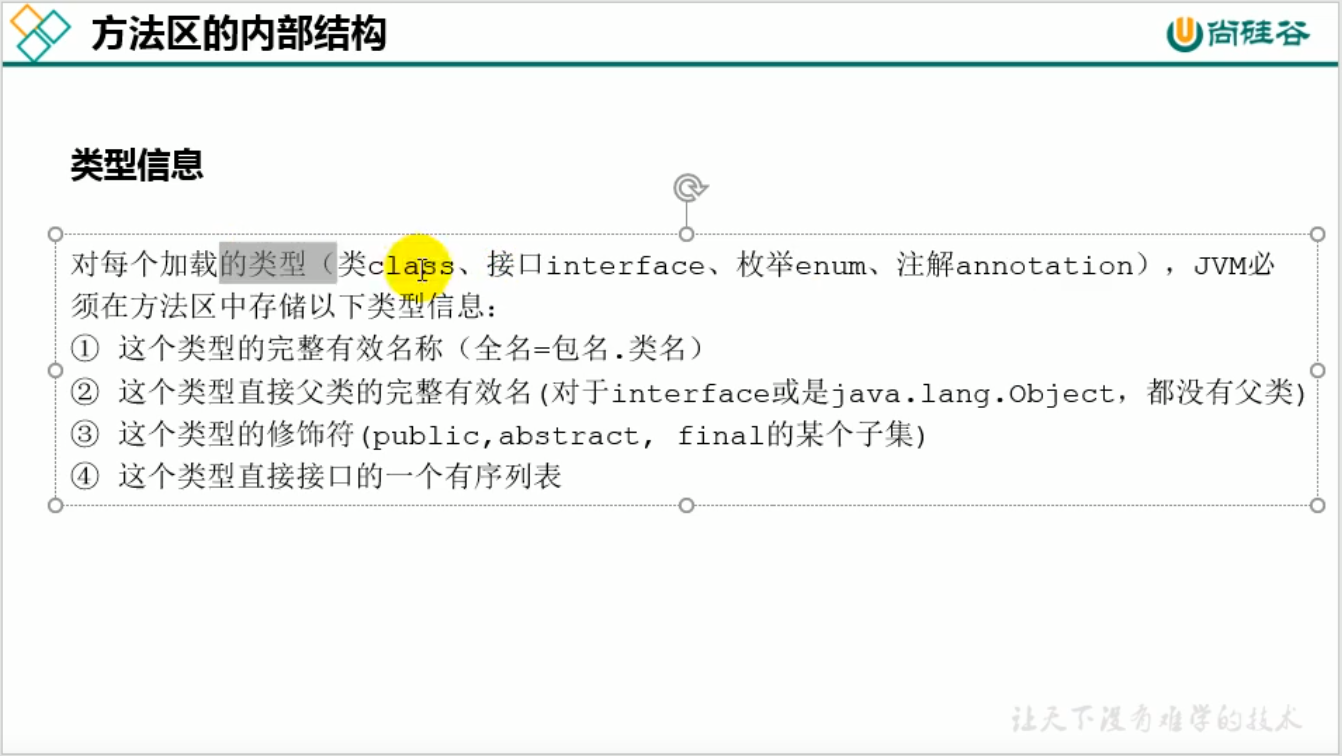 方法区的内部结构
尚硅谷
类型信息
对每个加载的类型（类class、接口interface、枚举enum、注解annotation），JVM必
须在方法区中存储以下类型信息：
① 这个类型的完整有效名称（全名=包名.类名）
② 这个类型直接父类的完整有效名(对于interface或是java.lang.Object，都没有父类)
③ 这个类型的修饰符(public,abstract, final的某个子集)
④ 这个类型直接接口的一个有序列表
让天下没有难学的技术